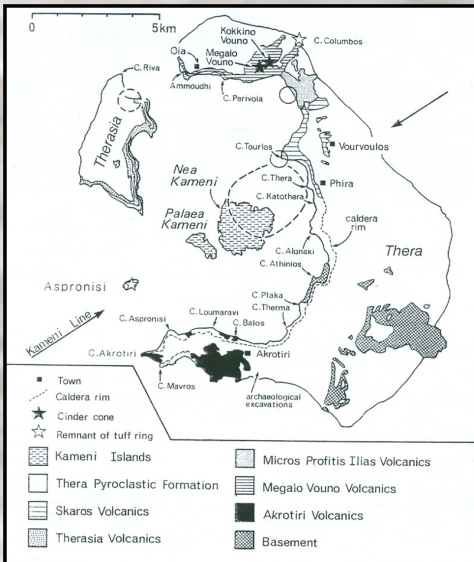 0
5km
Kokkino
Vouno
Megalo
Vouno
C. Columbos
Oia
C. Riva
Ammoudhi
C. Perivoia
Therasia
Vourvoulos
C. Tourlos
Nea
Kameni
C. Thera
Phira
C. Katothera
Palaea
Kameni
caldera
rim
Thera
C. Alonaki
C. Athinios
Aspronisi
C. Plaka
C. Therma
Kameni Line
C. Aspronisi
C. Loumaravi
C. Balos
C. Akrotiri
Akrotiri
C. Mavros
archaeological
excavations
Town
Caldera rim
Cinder cone
Remnant of tuff ring
Kameni Islands
Thera Pyroclastic Formation
Skaros Volcanics
Therasia Volcanics
Micros Profitis Ilias Volcanics
Megalo Vouno Volcanics
Akrotiri Volcanics
Basement